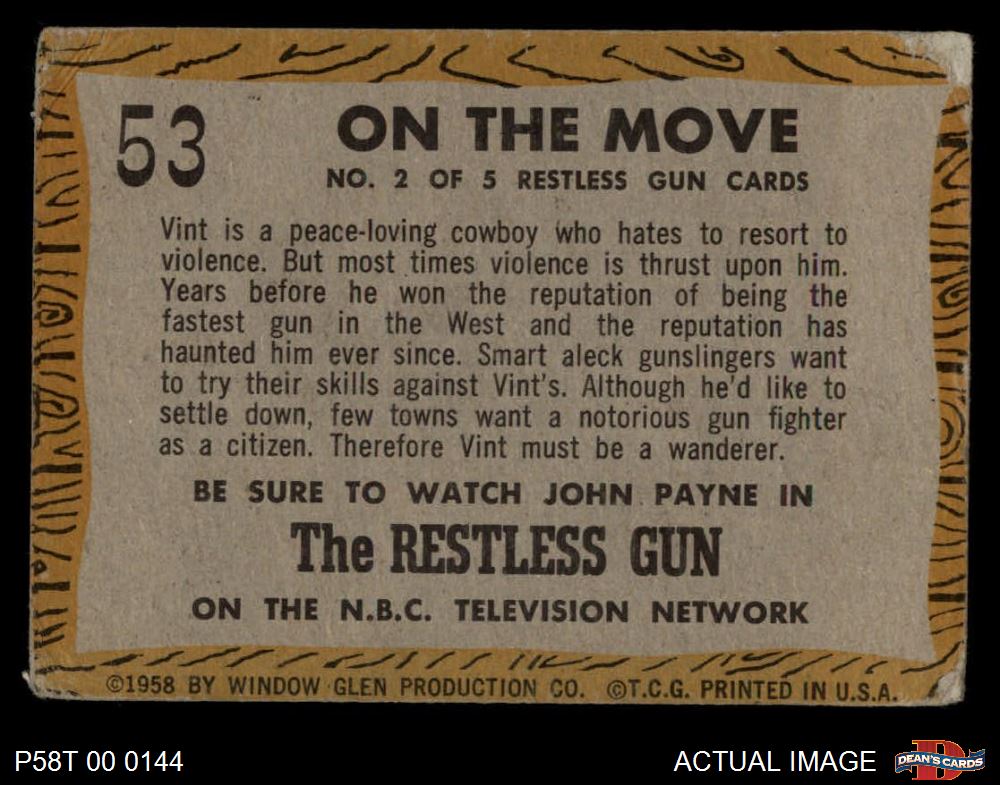 53
ON THE MOVE
NO. 2 OF 5 RESTLESS GUN CARDS
Vint is a peace-loving cowboy who hates to resort to
violence. But most times violence is thrust upon him.
Years before he won the reputation of being the
fastest gun in the West and the reputation has
haunted him ever since. Smart aleck gunslingers want
to try their skills against Vint's. Although he'd like to
settle down, few towns want a notorious gun fighter
as a citizen. Therefore Vint must be a wanderer.
BE SURE TO WATCH JOHN PAYNE IN
The RESTLESS GUN
ON THE N.B.C. TELEVISION NETWORK
©1958 BY WINDOW GLEN PRODUCTION CO. ©T.C.G. PRINTED IN U.S.A.
P58T 00 0144
ACTUAL IMAGE
DEAN'S CARDS